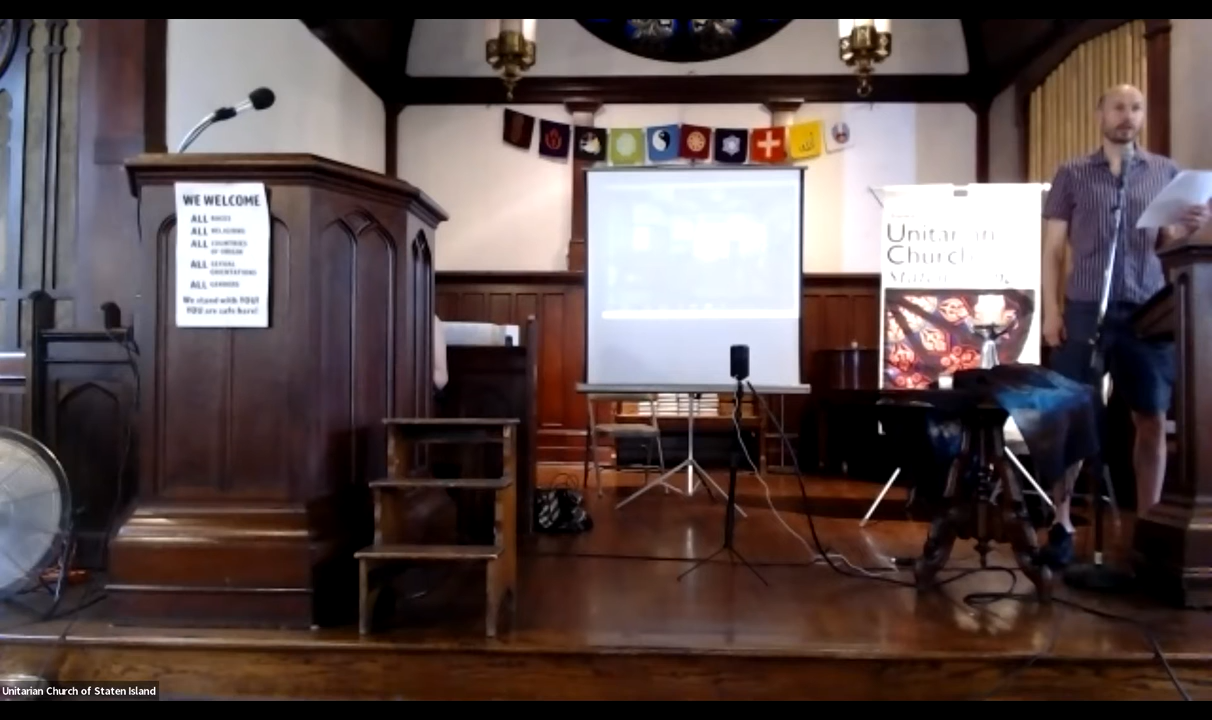 WE WELCOME
ALL RACES
ALL RELIGIONS
ALL COUNTRIES
OF ORIGIN
ALL SEXUAL
ORIENTATIONS
ALL GENDERS
We stand with YOU!
YOU are safe here!
Unitarian
Church
Staten
Unitarian Church of Staten Island